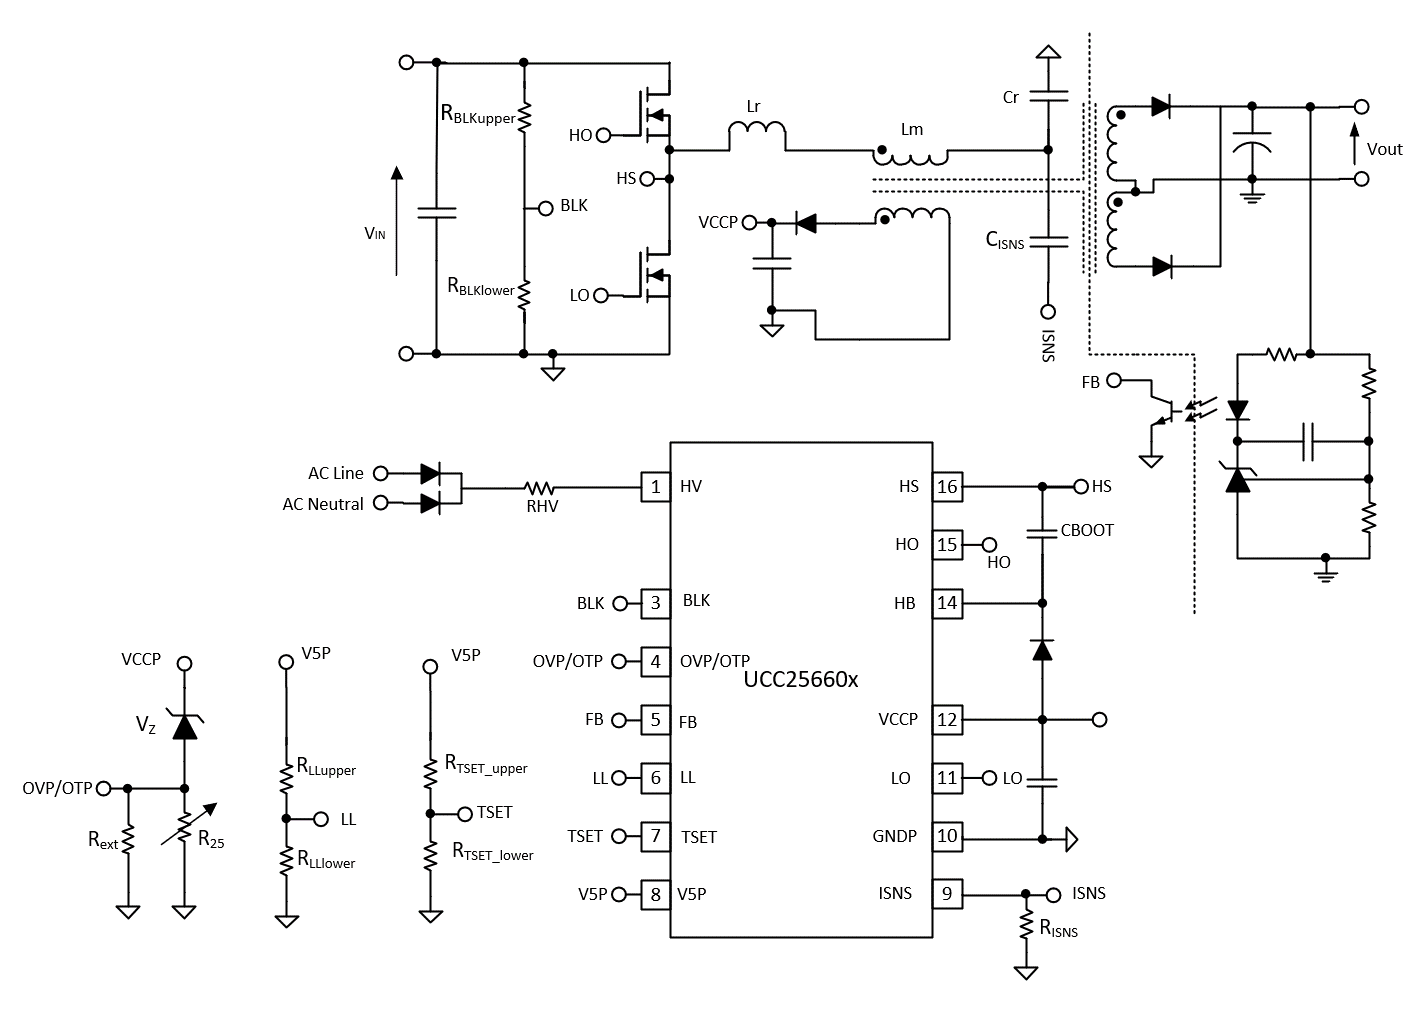 Lr
Cr
Lm
RBLKupper
HO
Vout
HS
BLK
VIN
VCCP
CISNS
RBLKlower
LO
ISNS
FB
AC Line
AC Neutral
RHV
1
HV
HS
16
HS
CBOOT
HO
15
HO
BLK
3
BLK
HB
14
OVP/OTP
4
OVP/OTP
UCC25660x
FB
5
FB
VCCP
12
LL
6
LL
LO
11
LO
TSET
7
TSET
GNDP
10
V5P
8
V5P
ISNS
9
ISNS
RISNS
VCCP
VZ
OVP/OTP
Rext
R25
V5P
RLLupper
LL
RLLlower
V5P
RTSET_upper
TSET
RTSET_lower